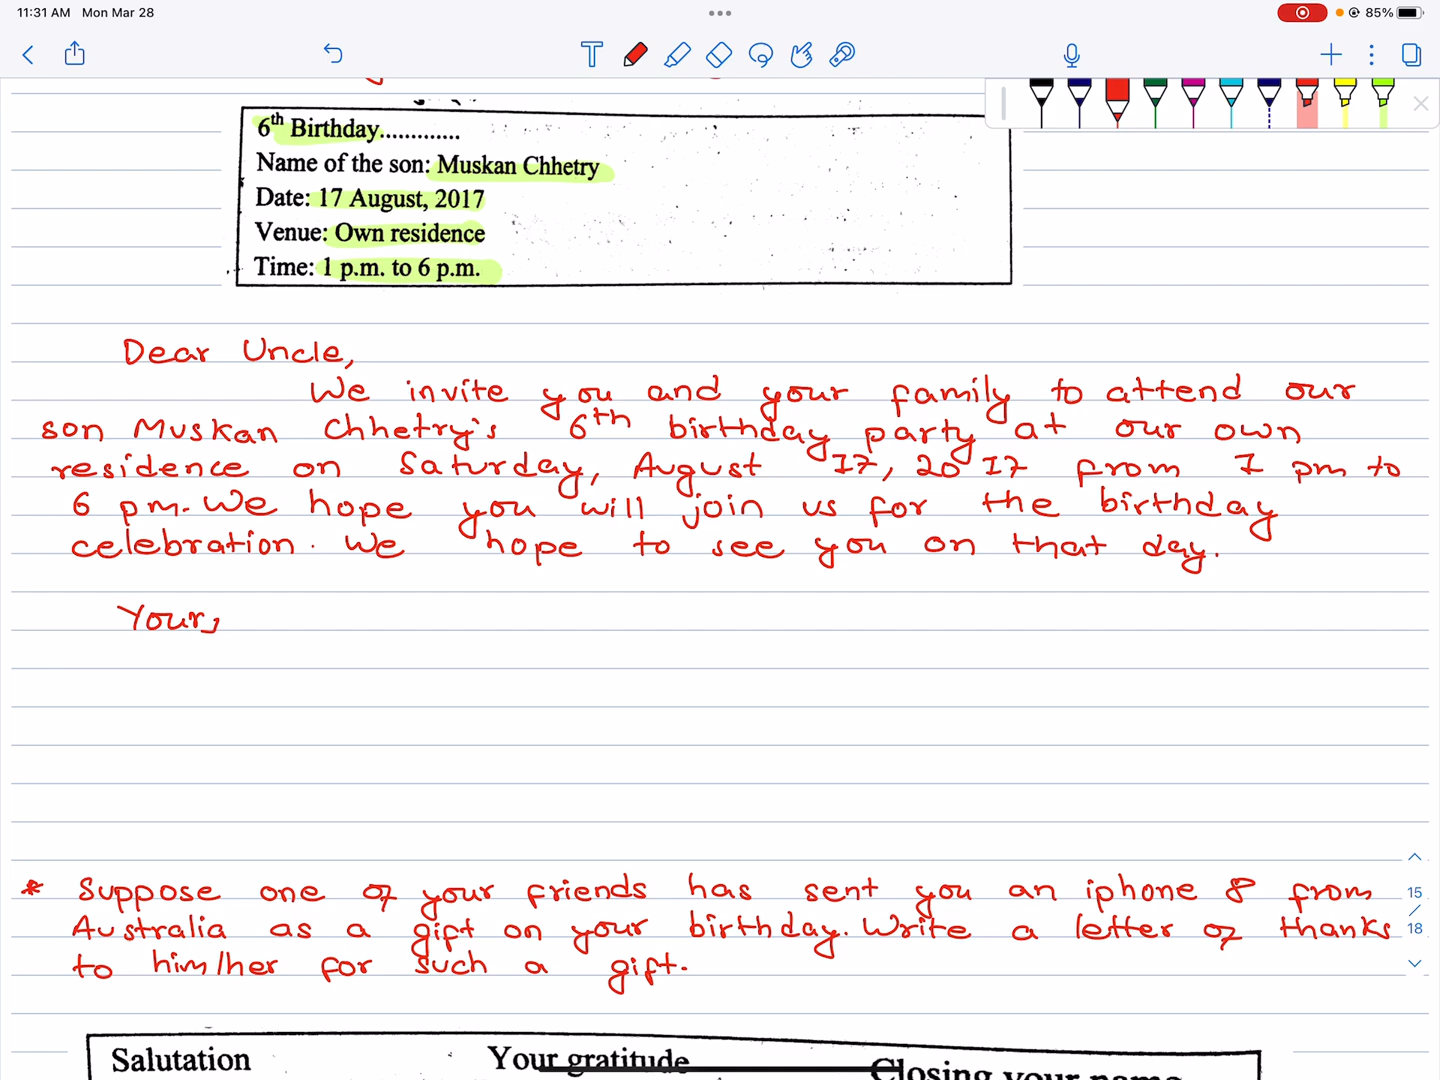 11:31 AM Mon Mar 28
85%
6th Birthday.............
Name of the son: Muskan Chhetry
Date: 17 August, 2017
Venue: Own residence
Time: 1 p.m. to 6 p.m.
Dear Uncle,
We invite you and your family to attend our
son Muskan Chhetry's 6th birthday party at our own
residence on Saturday, August 17, 2017 from 1 pm to
6 pm. We hope you will join us for the birthday
celebration. We hope to see you on that day.
Yours
* Suppose one of your friends has sent you an iphone 8 from
Australia as a gift on your birthday. Write a letter of thanks
to him/her for such a gift.
15
/
18
Salutation Your gratitude Closing your name